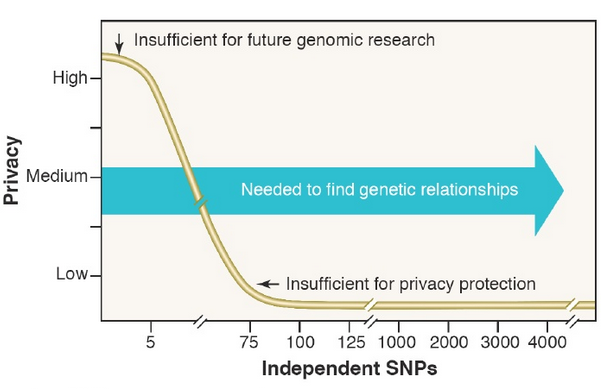 Insufficient for future genomic research
High
Privacy
Medium
Needed to find genetic relationships
Low
Insufficient for privacy protection
5 75 100 125 1000 2000 3000 4000
Independent SNPs